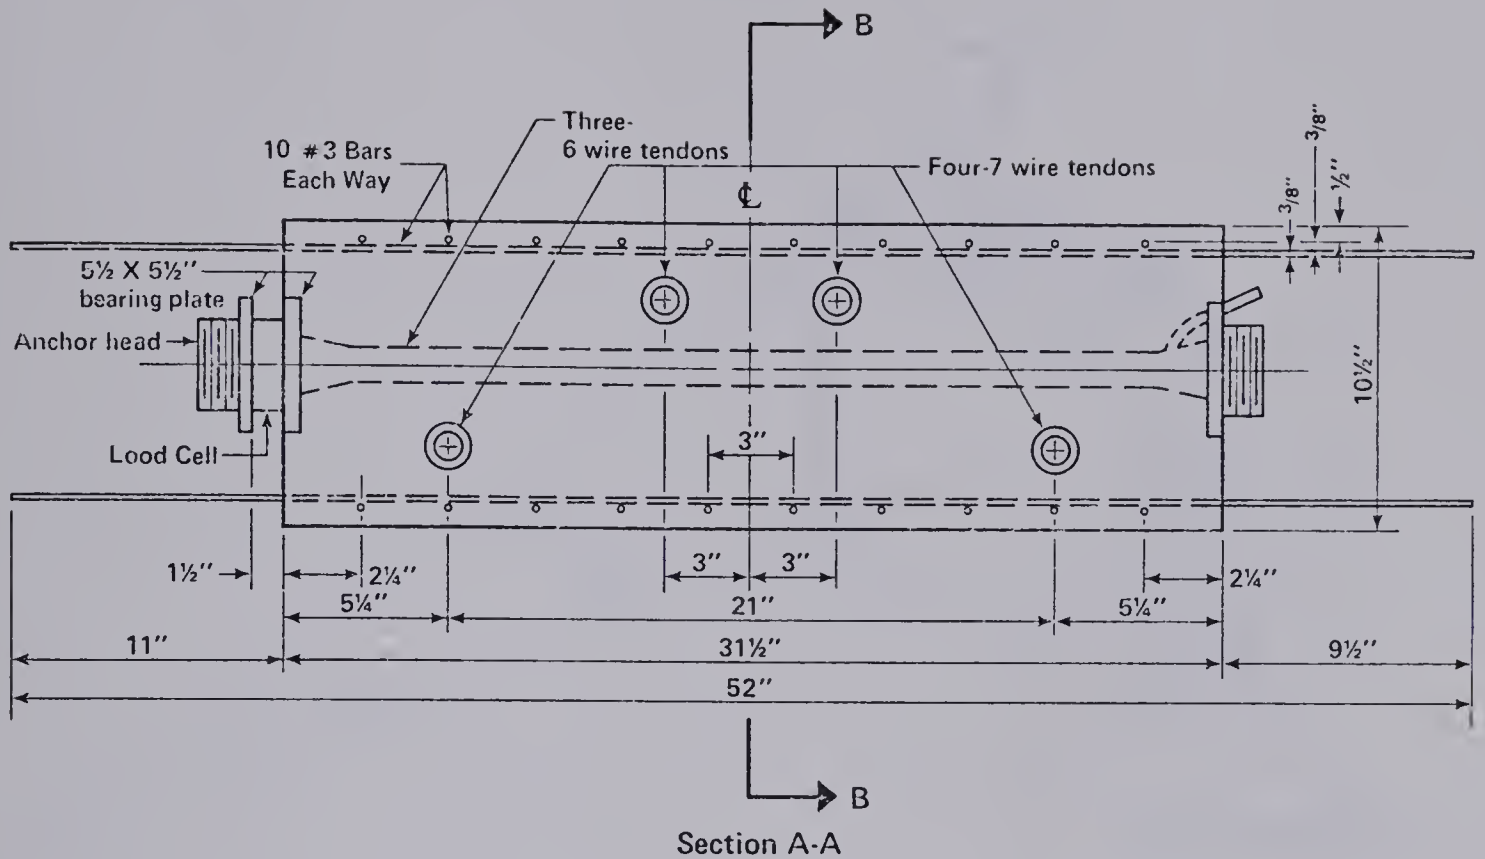 B
3/8"
Three-
6 wire tendons
10 #3 Bars
Each Way
Four-7 wire tendons
℄
3/8"
½"
5½ X 5½"
bearing plate
Anchor head
10½"
Lood Cell
3"
1½"
2¼"
3"
3"
2¼"
5¼"
21"
5¼"
11"
31½"
9½"
52"
B
Section A-A